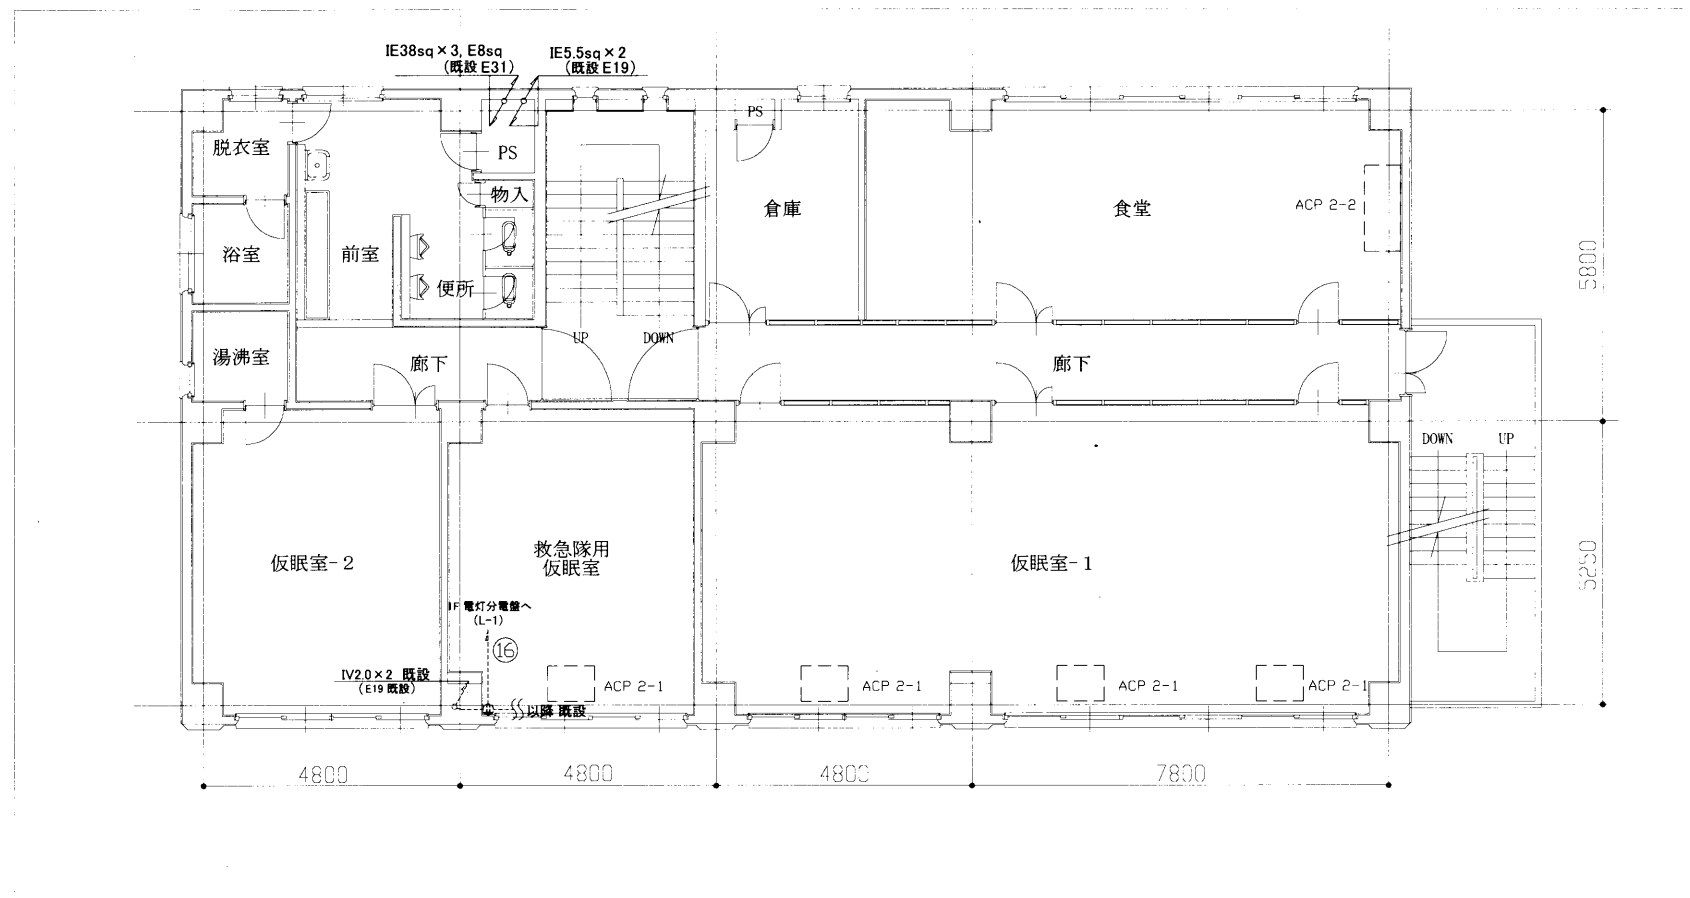 IE38sq×3, E8sq
(既設 E31)
IE5.5sq×2
(既設 E19)
脱衣室
PS
PS
物入
倉庫
食堂
ACP 2-2
浴室
前室
便所
5800
UP
DOWN
湯沸室
廊下
廊下
DOWN
UP
仮眠室-2
救急隊用
仮眠室
仮眠室-1
5250
1F 電灯分電盤へ
(L-1)
16
IV2.0×2 既設
(E19 既設)
ACP 2-1
ACP 2-1
ACP 2-1
ACP 2-1
以降 既設
4800
4800
4800
7800